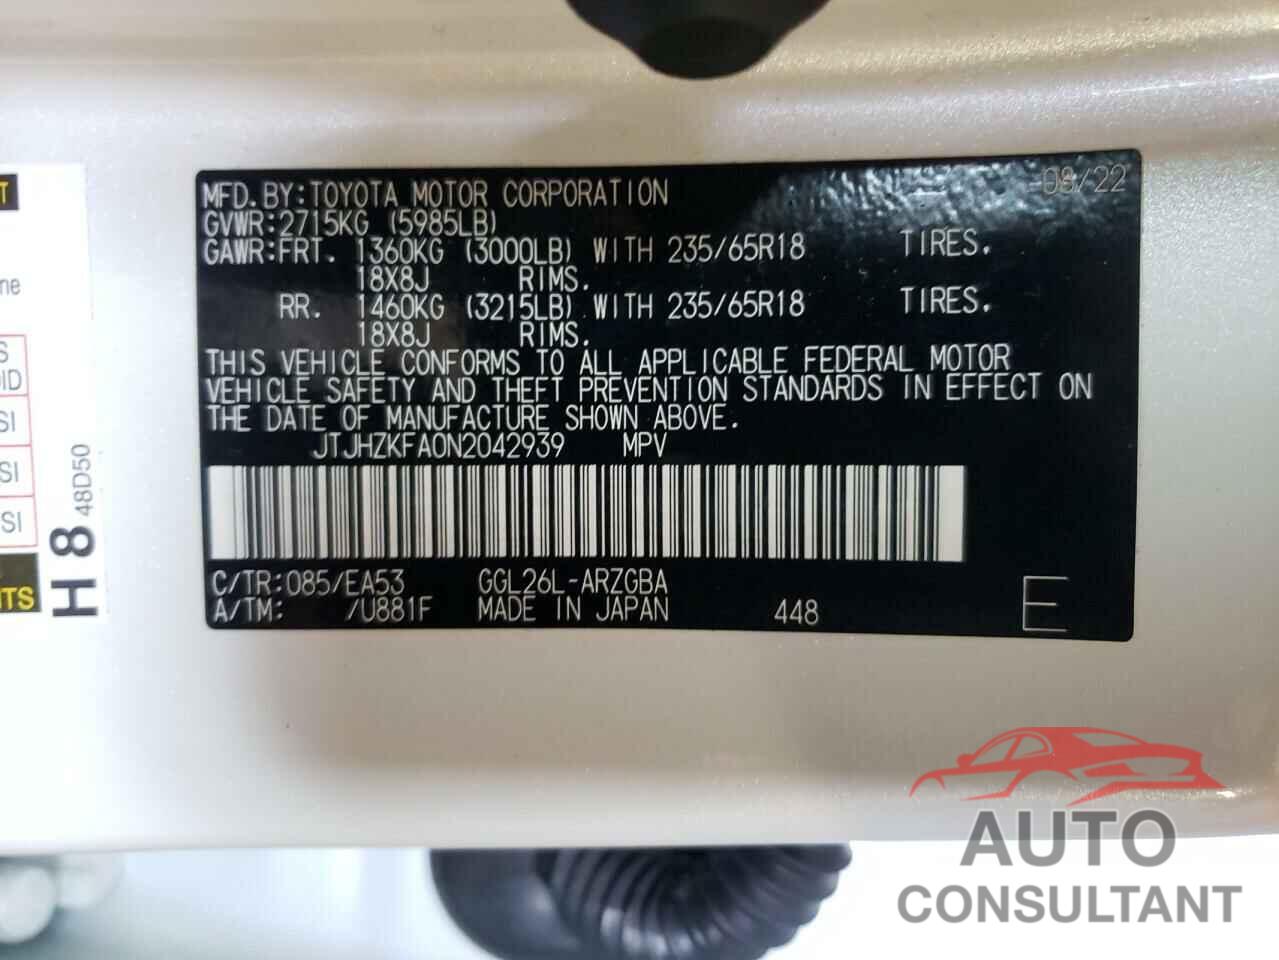 08/22
MFD.BY:TOYOTA MOTOR CORPORATION
GVWR:2715KG (5985LB)
GAWR:FRT. 1360KG (3000LB) WITH 235/65R18 TIRES.
18X8J RIMS.
RR. 1460KG (3215LB) WITH 235/65R18 TIRES.
18X8J RIMS.
THIS VEHICLE CONFORMS TO ALL APPLICABLE FEDERAL MOTOR
VEHICLE SAFETY AND THEFT PREVENTION STANDARDS IN EFFECT ON
THE DATE OF MANUFACTURE SHOWN ABOVE.
JTJHZKFA0N2042939 MPV
C/TR:085/EA53 GGL26L-ARZGBA
A/TM: /U881F MADE IN JAPAN 448 E
H 8
48D50
AUTO
CONSULTANT